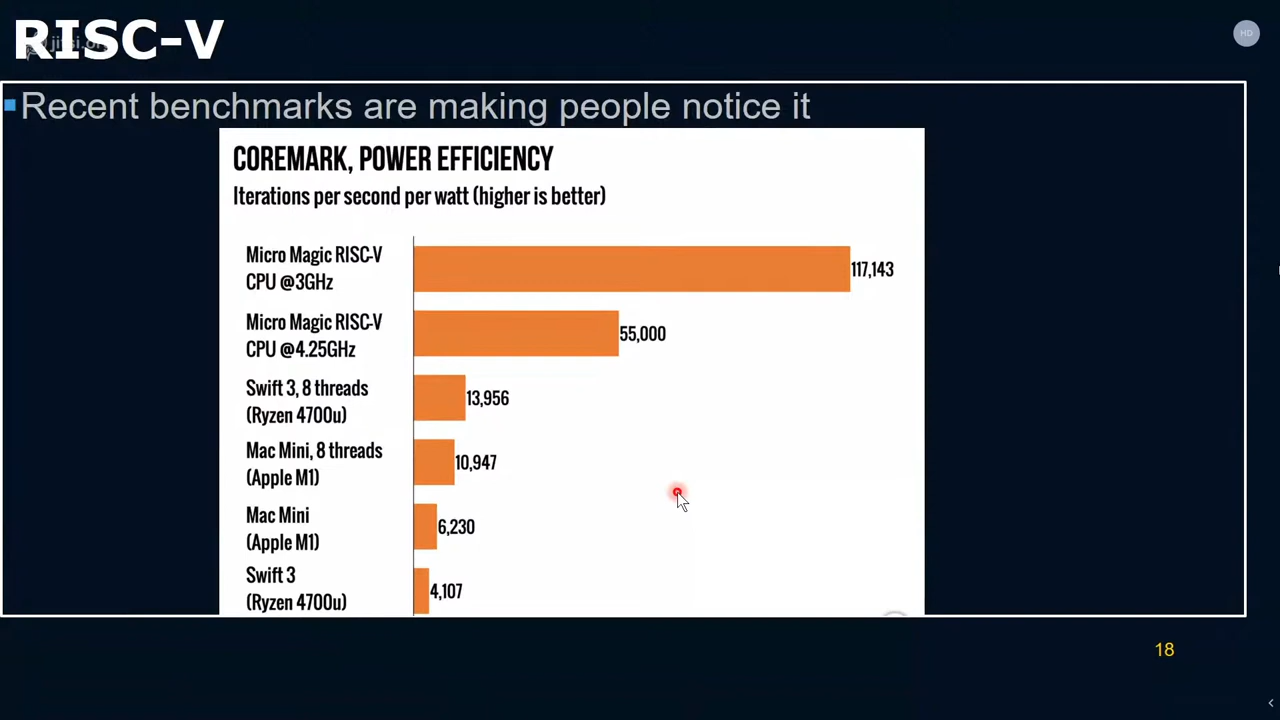 RISC-V
HD
Recent benchmarks are making people notice it
COREMARK, POWER EFFICIENCY
Iterations per second per watt (higher is better)
Micro Magic RISC-V
CPU @3GHz
117,143
Micro Magic RISC-V
CPU @4.25GHz
55,000
Swift 3, 8 threads
(Ryzen 4700u)
13,956
Mac Mini, 8 threads
(Apple M1)
10,947
Mac Mini
(Apple M1)
6,230
Swift 3
(Ryzen 4700u)
4,107
18